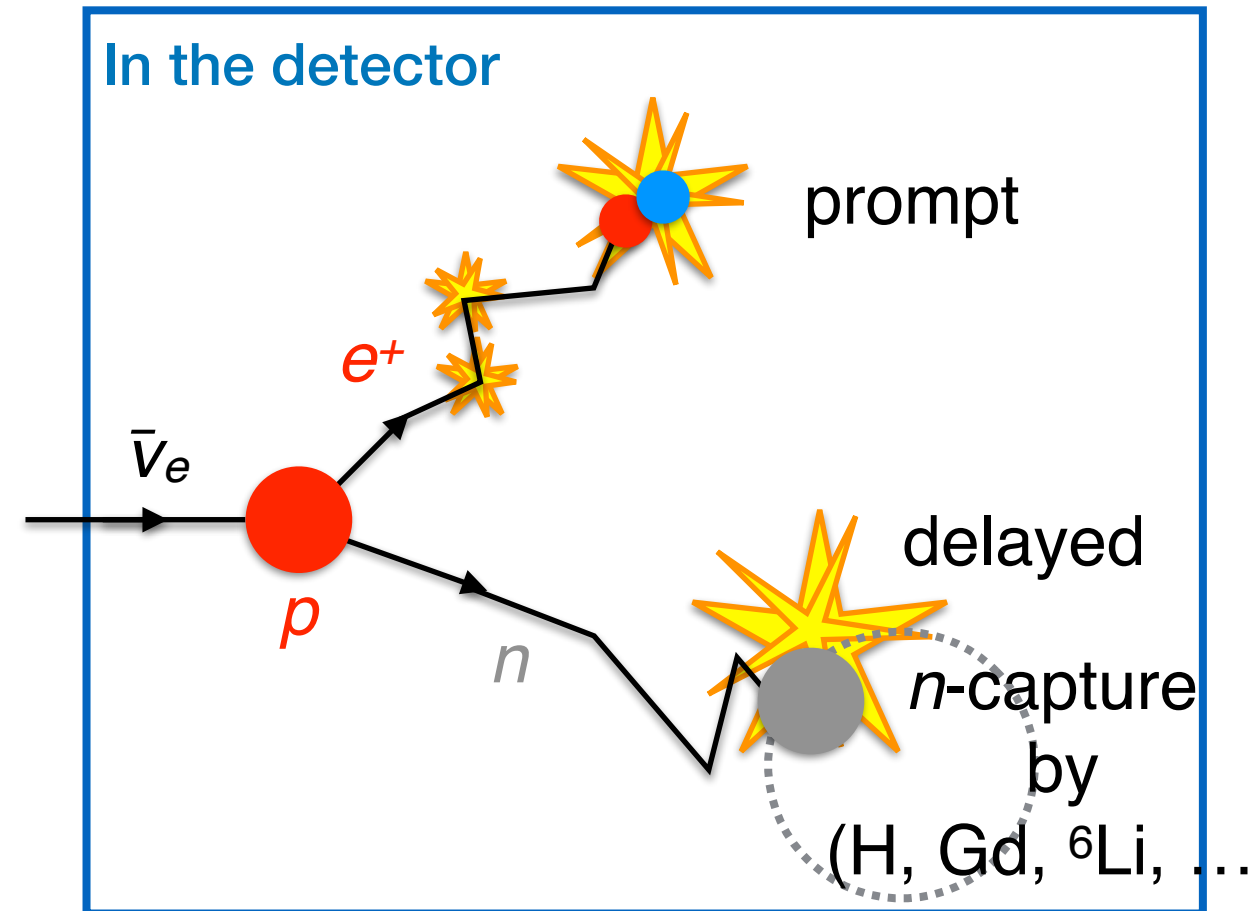 In the detector
prompt
e⁺
ν̄ₑ
delayed
p
n
n-capture
by
(H, Gd, ⁶Li, …